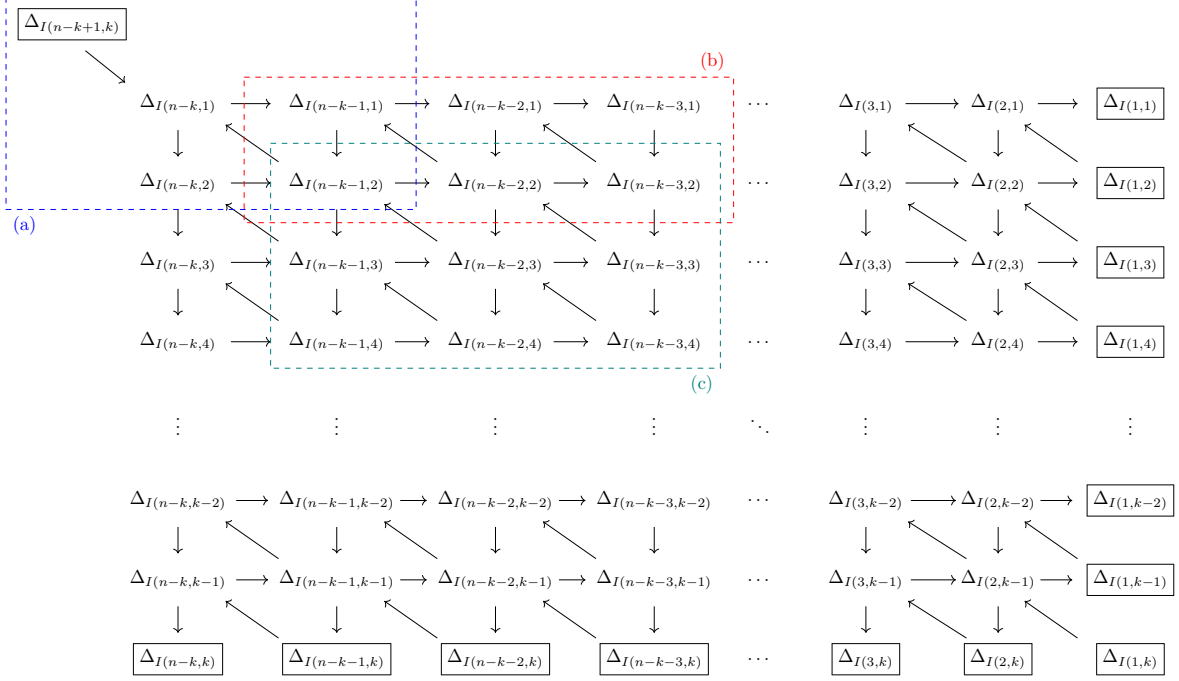 Δ_{I(n−k+1,k)}
(b)
Δ_{I(n−k,1)} Δ_{I(n−k−1,1)} Δ_{I(n−k−2,1)} Δ_{I(n−k−3,1)} ⋯ Δ_{I(3,1)} Δ_{I(2,1)} Δ_{I(1,1)}
Δ_{I(n−k,2)} Δ_{I(n−k−1,2)} Δ_{I(n−k−2,2)} Δ_{I(n−k−3,2)} ⋯ Δ_{I(3,2)} Δ_{I(2,2)} Δ_{I(1,2)}
(a)
Δ_{I(n−k,3)} Δ_{I(n−k−1,3)} Δ_{I(n−k−2,3)} Δ_{I(n−k−3,3)} ⋯ Δ_{I(3,3)} Δ_{I(2,3)} Δ_{I(1,3)}
Δ_{I(n−k,4)} Δ_{I(n−k−1,4)} Δ_{I(n−k−2,4)} Δ_{I(n−k−3,4)} ⋯ Δ_{I(3,4)} Δ_{I(2,4)} Δ_{I(1,4)}
(c)
⋮ ⋮ ⋮ ⋮ ⋱ ⋮ ⋮ ⋮
Δ_{I(n−k,k−2)} Δ_{I(n−k−1,k−2)} Δ_{I(n−k−2,k−2)} Δ_{I(n−k−3,k−2)} ⋯ Δ_{I(3,k−2)} Δ_{I(2,k−2)} Δ_{I(1,k−2)}
Δ_{I(n−k,k−1)} Δ_{I(n−k−1,k−1)} Δ_{I(n−k−2,k−1)} Δ_{I(n−k−3,k−1)} ⋯ Δ_{I(3,k−1)} Δ_{I(2,k−1)} Δ_{I(1,k−1)}
Δ_{I(n−k,k)} Δ_{I(n−k−1,k)} Δ_{I(n−k−2,k)} Δ_{I(n−k−3,k)} ⋯ Δ_{I(3,k)} Δ_{I(2,k)} Δ_{I(1,k)}